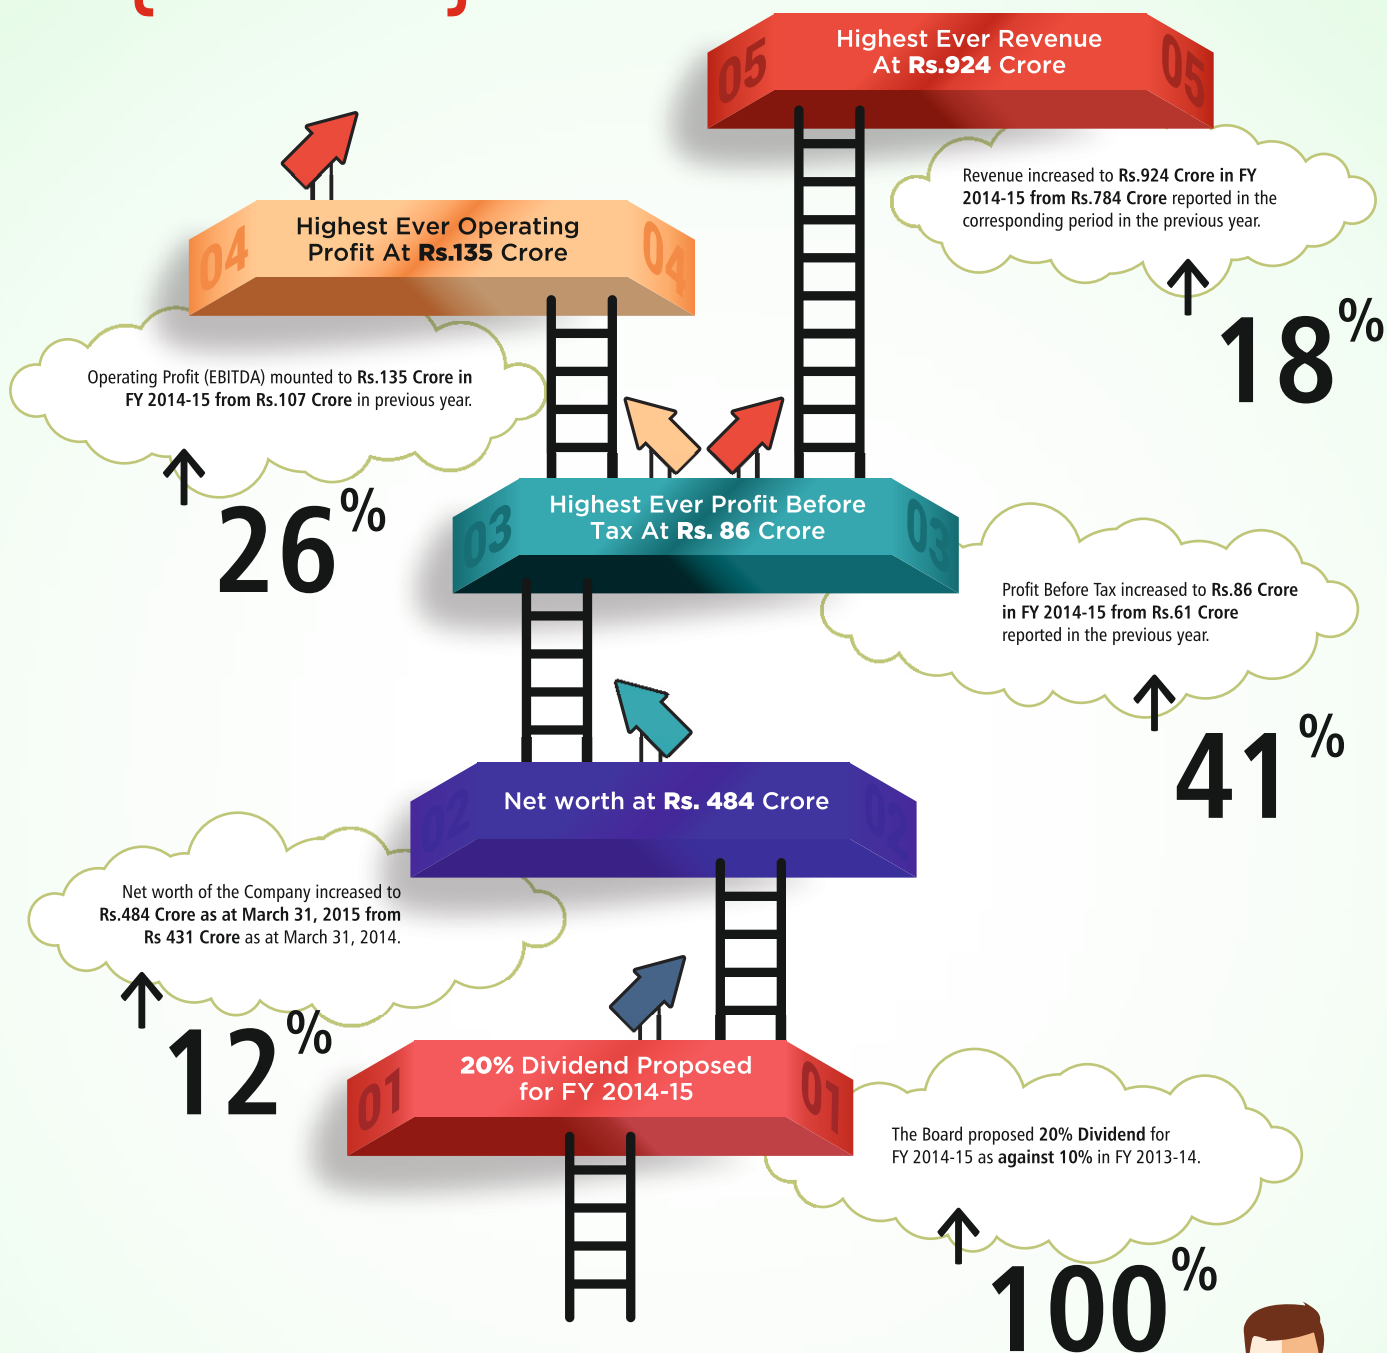 05
Highest Ever Revenue
At Rs.924 Crore
05
Revenue increased to Rs.924 Crore in FY
2014-15 from Rs.784 Crore reported in the
corresponding period in the previous year.
18%
04
Highest Ever Operating
Profit At Rs.135 Crore
04
Operating Profit (EBITDA) mounted to Rs.135 Crore in
FY 2014-15 from Rs.107 Crore in previous year.
26%
03
Highest Ever Profit Before
Tax At Rs. 86 Crore
03
Profit Before Tax increased to Rs.86 Crore
in FY 2014-15 from Rs.61 Crore
reported in the previous year.
41%
02
Net worth at Rs. 484 Crore
02
Net worth of the Company increased to
Rs.484 Crore as at March 31, 2015 from
Rs 431 Crore as at March 31, 2014.
12%
01
20% Dividend Proposed
for FY 2014-15
01
The Board proposed 20% Dividend for
FY 2014-15 as against 10% in FY 2013-14.
100%